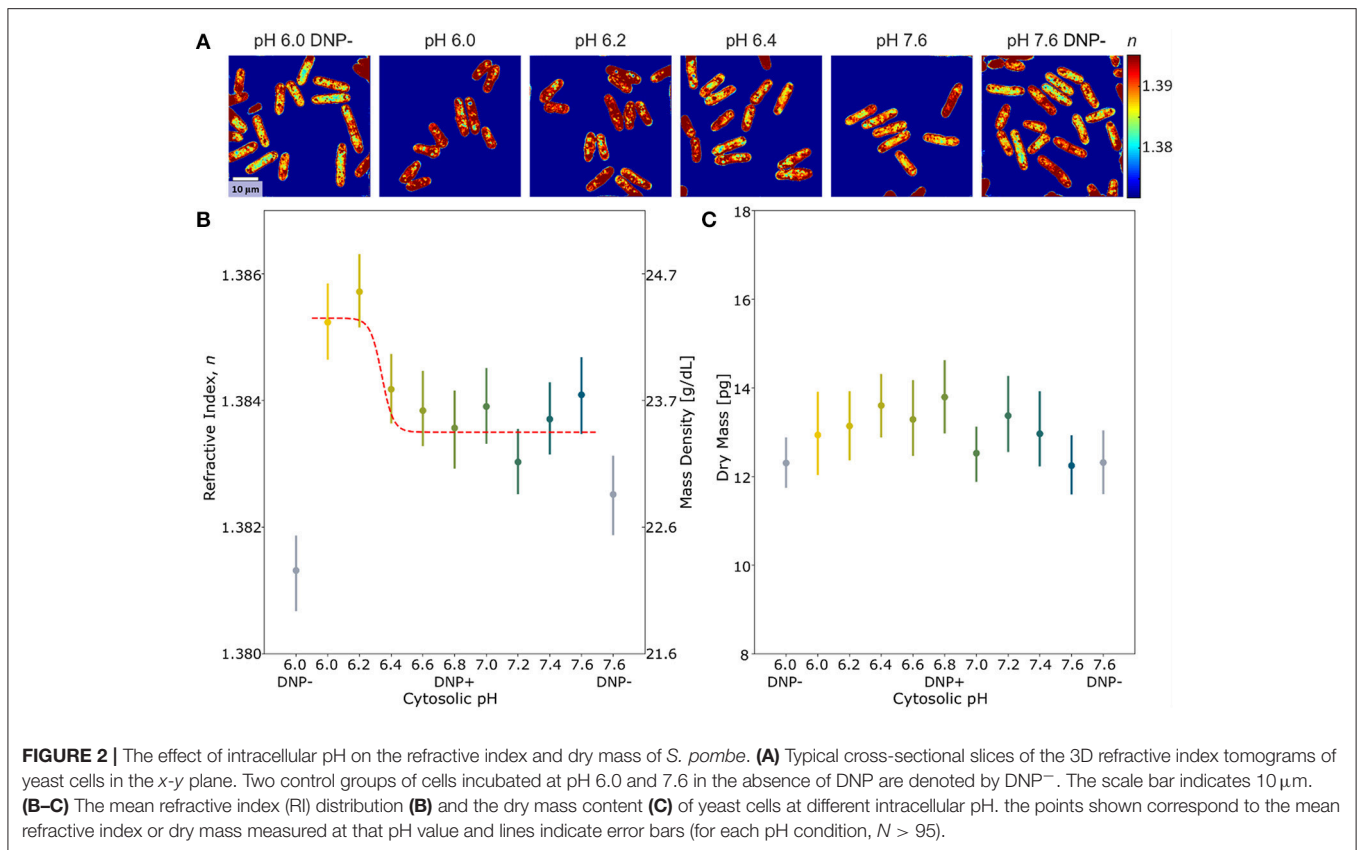 A
pH 6.0 DNP- pH 6.0 pH 6.2 pH 6.4 pH 7.6 pH 7.6 DNP- n
1.39
1.38
10 μm
B
1.386
1.384
1.382
1.380
Refractive Index, n
24.7
23.7
22.6
21.6
Mass Density [g/dL]
6.0 6.0 6.2 6.4 6.6 6.8 7.0 7.2 7.4 7.6 7.6
DNP- DNP+ DNP-
Cytosolic pH
C
18
16
14
12
10
8
Dry Mass [pg]
6.0 6.0 6.2 6.4 6.6 6.8 7.0 7.2 7.4 7.6 7.6
DNP- DNP+ DNP-
Cytosolic pH
FIGURE 2 | The effect of intracellular pH on the refractive index and dry mass of S. pombe. (A) Typical cross-sectional slices of the 3D refractive index tomograms of
yeast cells in the x-y plane. Two control groups of cells incubated at pH 6.0 and 7.6 in the absence of DNP are denoted by DNP⁻. The scale bar indicates 10 μm.
(B–C) The mean refractive index (RI) distribution (B) and the dry mass content (C) of yeast cells at different intracellular pH. the points shown correspond to the mean
refractive index or dry mass measured at that pH value and lines indicate error bars (for each pH condition, N > 95).